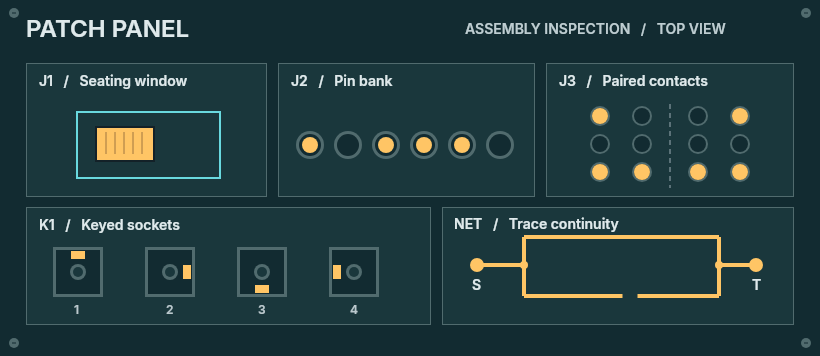 PATCH PANEL
ASSEMBLY INSPECTION / TOP VIEW
J1 / Seating window
J2 / Pin bank
J3 / Paired contacts
K1 / Keyed sockets
1 2 3 4
NET / Trace continuity
S T